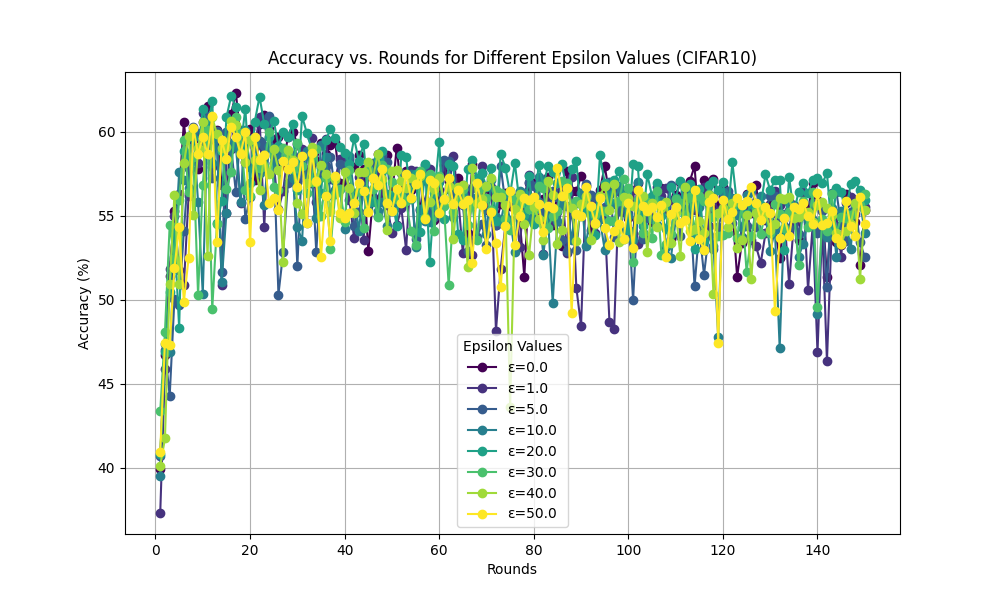 Accuracy vs. Rounds for Different Epsilon Values (CIFAR10)
Accuracy (%)
60
55
50
45
40
Epsilon Values
ε=0.0
ε=1.0
ε=5.0
ε=10.0
ε=20.0
ε=30.0
ε=40.0
ε=50.0
0 20 40 60 80 100 120 140
Rounds